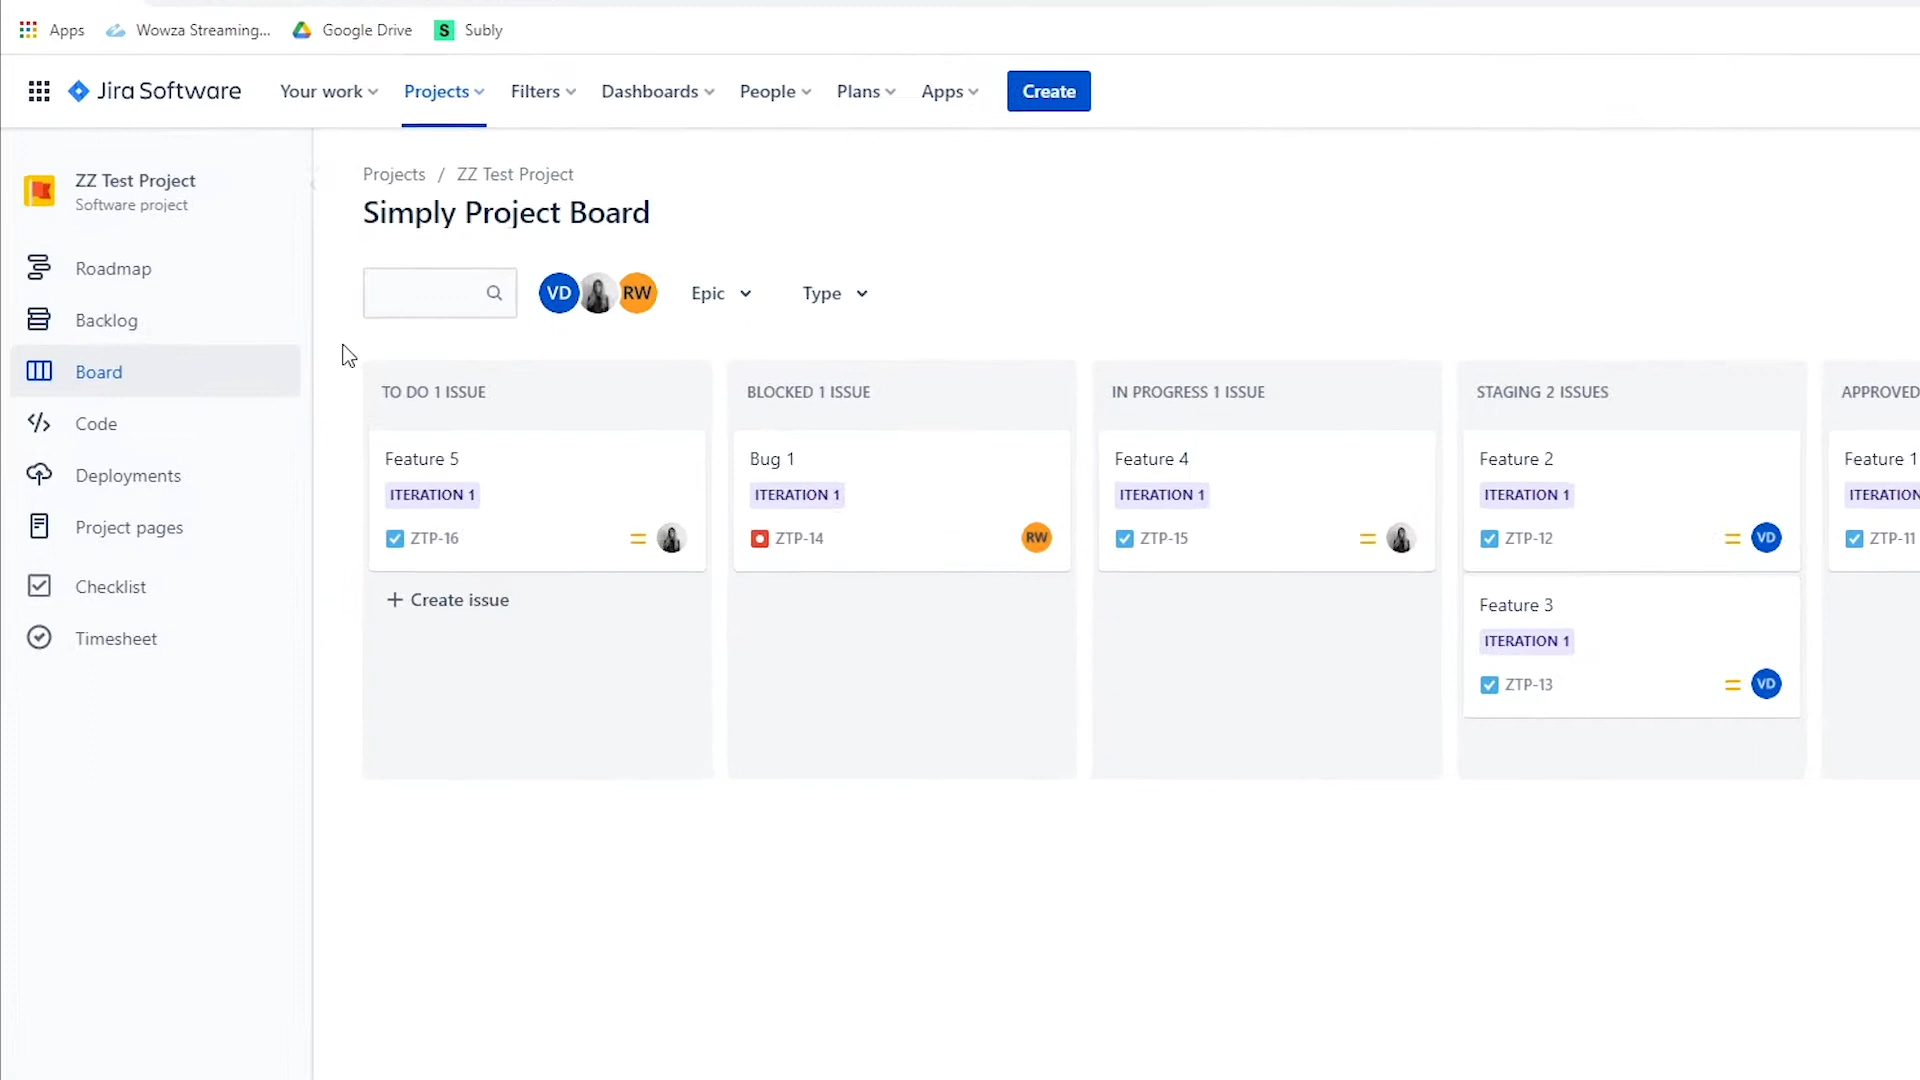 Apps Wowza Streaming... Google Drive S Subly
Jira Software Your work Projects Filters Dashboards People Plans Apps Create
ZZ Test Project
Software project
Roadmap
Backlog
Board
Code
Deployments
Project pages
Checklist
Timesheet
Projects / ZZ Test Project
Simply Project Board
VD RW Epic Type
TO DO 1 ISSUE
Feature 5
ITERATION 1
ZTP-16
+ Create issue
BLOCKED 1 ISSUE
Bug 1
ITERATION 1
ZTP-14 RW
IN PROGRESS 1 ISSUE
Feature 4
ITERATION 1
ZTP-15
STAGING 2 ISSUES
Feature 2
ITERATION 1
ZTP-12 VD
Feature 3
ITERATION 1
ZTP-13 VD
APPROVED
Feature 1
ITERATION
ZTP-11